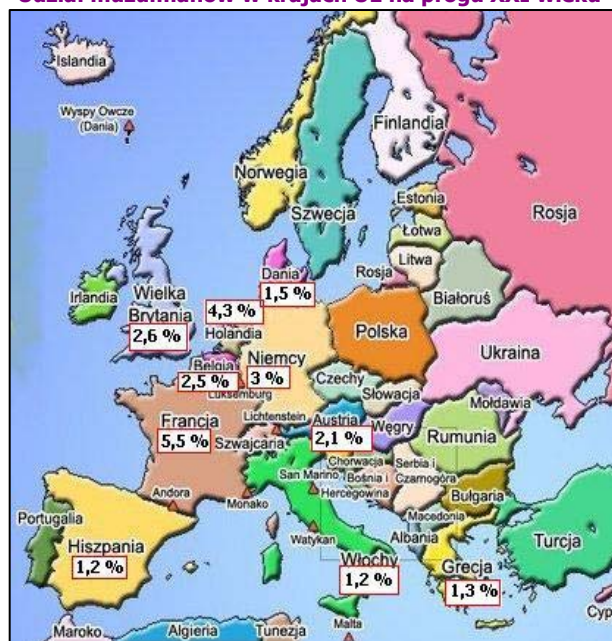 Udział muzułmanów w krajach UE na progu XXI wieku
Islandia
Wyspy Owcze
(Dania)
Finlandia
Norwegia
Szwecja
Estonia
Rosja
Łotwa
Litwa
Dania
1,5 %
Rosja
Białoruś
Irlandia
Wielka
Brytania
2,6 %
4,3 %
Holandia
Polska
Niemcy
3 %
Belgia
2,5 %
Luksemburg
Ukraina
Czechy
Słowacja
Mołdawia
Francja
5,5 %
Lichtenstein
Szwajcaria
Austria
2,1 %
Węgry
Rumunia
Chorwacja
San Marino
Bośnia i
Hercegowina
Serbia i
Czarnogóra
Bułgaria
Andora
Monako
Macedonia
Portugalia
Hiszpania
1,2 %
Watykan
Albania
Turcja
Włochy
1,2 %
Grecja
1,3 %
Malta
Cyp
Maroko
Algieria
Tunezja